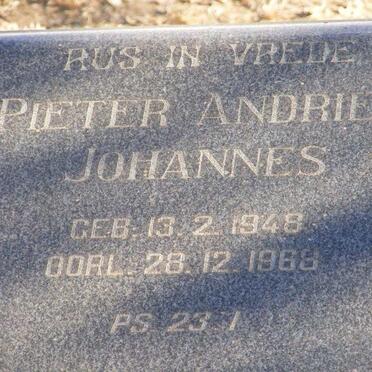 RUS IN VREDE
PIETER ANDRIE
JOHANNES
GEB. 13. 2. 1948
OORL. 28. 12. 1968
PS. 23:1